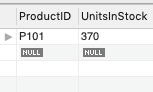 ProductID UnitsInStock
P101 370
NULL NULL